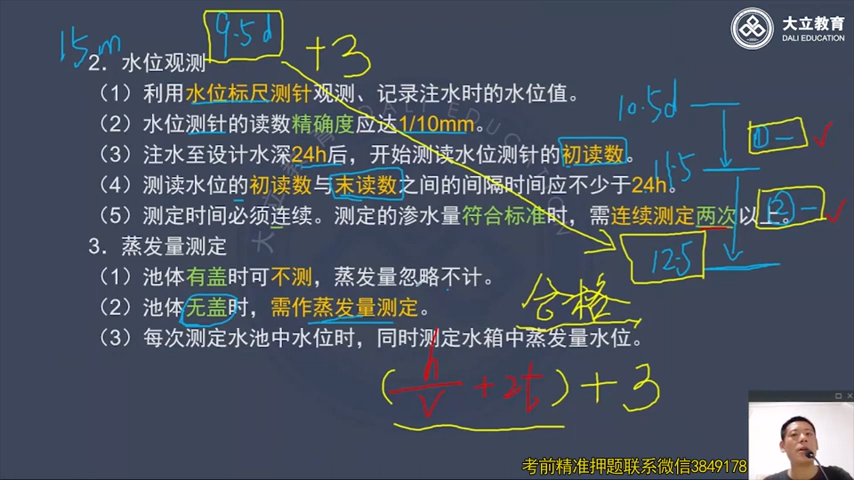 大立教育
DALI EDUCATION
15m
9.5d
+3
2. 水位观测
（1）利用水位标尺测针观测、记录注水时的水位值。
（2）水位测针的读数精确度应达1/10mm。
（3）注水至设计水深24h后，开始测读水位测针的初读数。
（4）测读水位的初读数与末读数之间的间隔时间应不少于24h。
（5）测定时间必须连续。测定的渗水量符合标准时，需连续测定两次以上。
10.5d
①—
11.5
②—
12.5
3. 蒸发量测定
（1）池体有盖时可不测，蒸发量忽略不计。
（2）池体无盖时，需作蒸发量测定。
合格
（3）每次测定水池中水位时，同时测定水箱中蒸发量水位。
(h/v + 2t) + 3
考前精准押题联系微信3849178